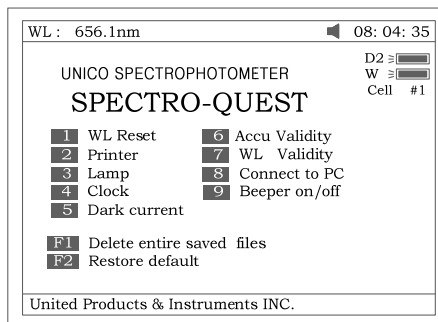 WL : 656.1nm 08: 04: 35
D2
W
Cell #1
UNICO SPECTROPHOTOMETER
SPECTRO-QUEST
1 WL Reset 6 Accu Validity
2 Printer 7 WL Validity
3 Lamp 8 Connect to PC
4 Clock 9 Beeper on/off
5 Dark current
F1 Delete entire saved files
F2 Restore default
United Products & Instruments INC.